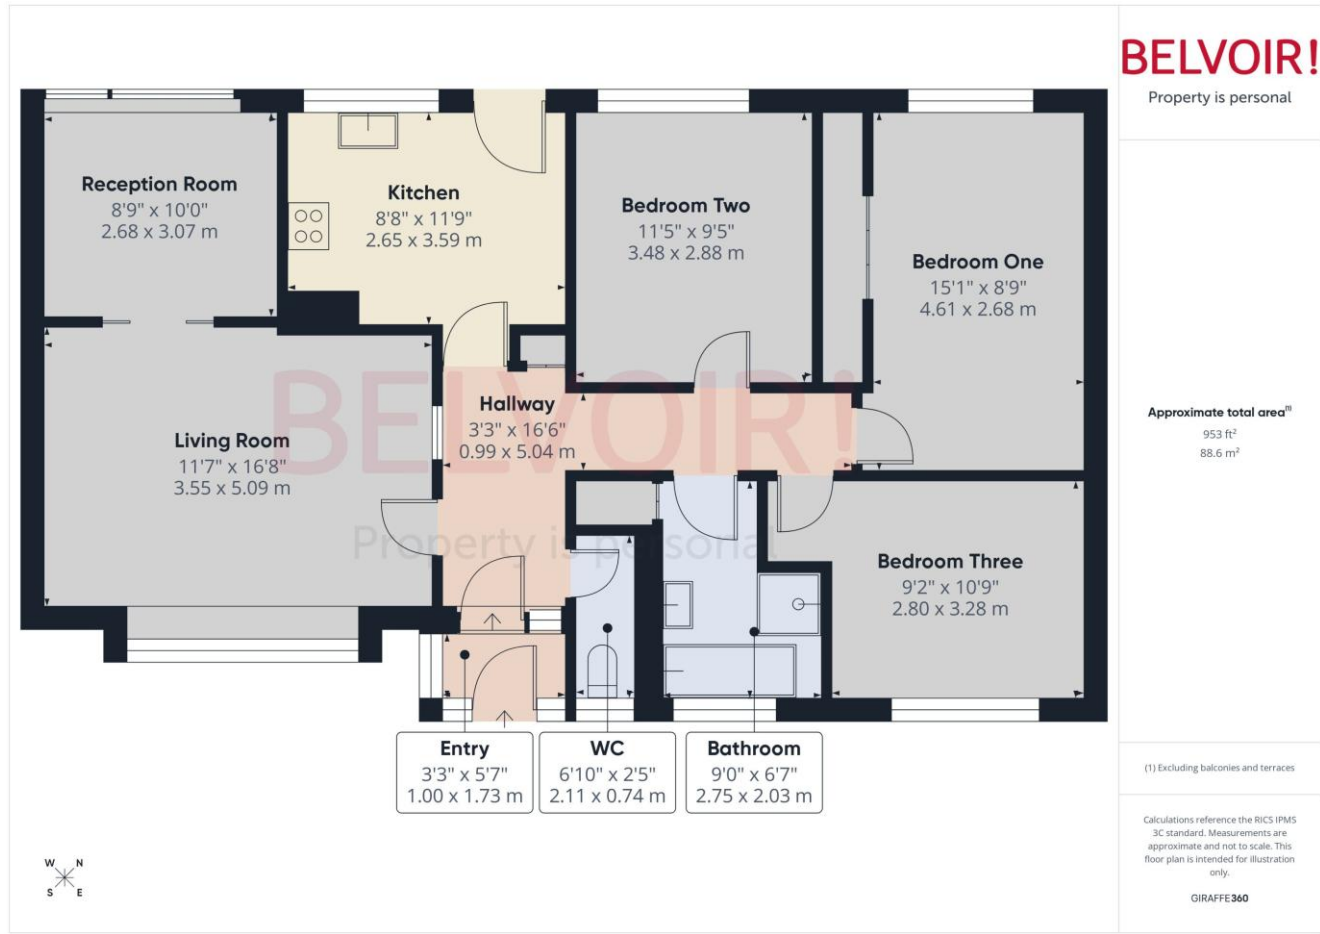 BELVOIR!
Property is personal
Reception Room
8'9" x 10'0"
2.68 x 3.07 m
Kitchen
8'8" x 11'9"
2.65 x 3.59 m
Bedroom Two
11'5" x 9'5"
3.48 x 2.88 m
Bedroom One
15'1" x 8'9"
4.61 x 2.68 m
BELVOIR!
Property is personal
Hallway
3'3" x 16'6"
0.99 x 5.04 m
Living Room
11'7" x 16'8"
3.55 x 5.09 m
Bedroom Three
9'2" x 10'9"
2.80 x 3.28 m
Entry
3'3" x 5'7"
1.00 x 1.73 m
WC
6'10" x 2'5"
2.11 x 0.74 m
Bathroom
9'0" x 6'7"
2.75 x 2.03 m
W N
S E
Approximate total area(1)
953 ft²
88.6 m²
(1) Excluding balconies and terraces
Calculations reference the RICS IPMS
3C standard. Measurements are
approximate and not to scale. This
floor plan is intended for illustration
only.
GIRAFFE360